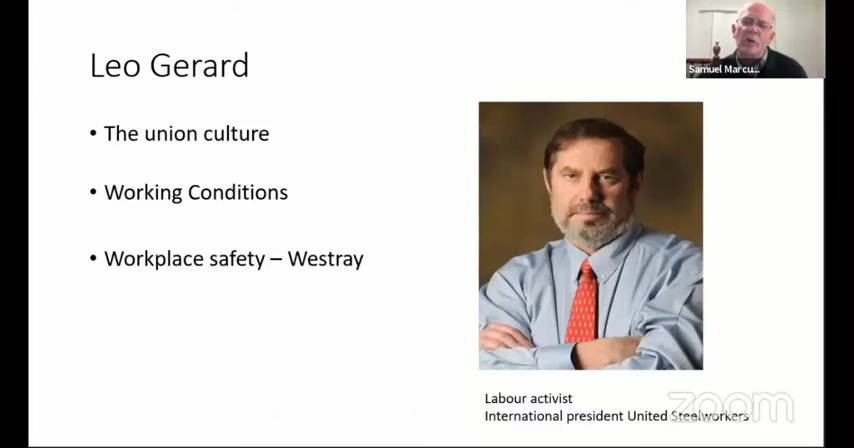 Leo Gerard
Samuel Marcu...
• The union culture
• Working Conditions
• Workplace safety – Westray
Labour activist
International president United Steelworkers
zoom